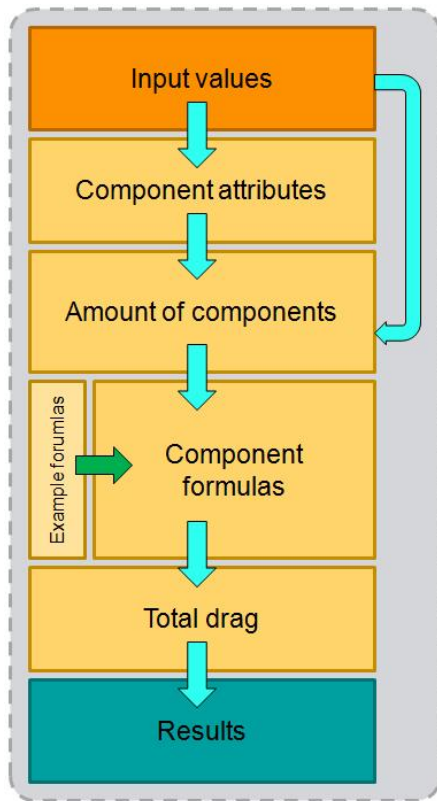 Input values
Component attributes
Amount of components
Example forumlas
Component
formulas
Total drag
Results